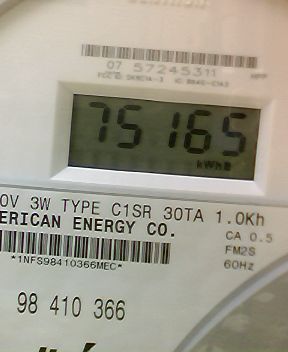 07 57245311
75165
kWhB
0V 3W TYPE C1SR 30TA 1.0Kh
ERICAN ENERGY CO.
CA 0.5
FM2S
*1NFS98410366MEC*
60Hz
98 410 366